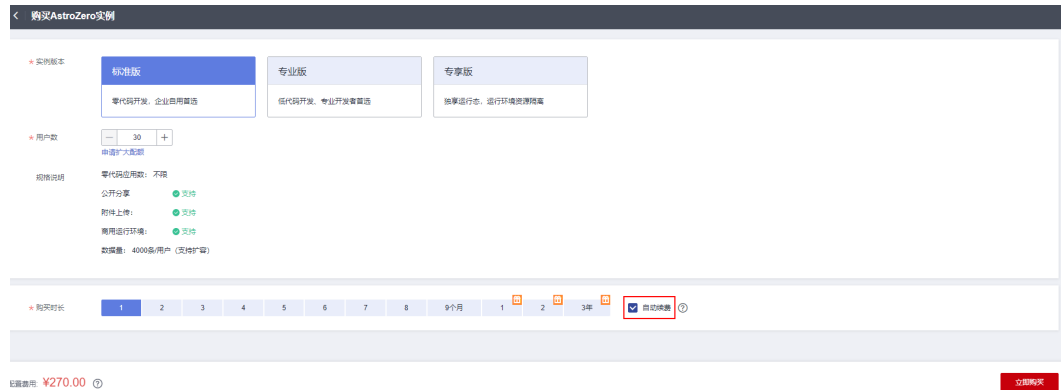 < 购买AstroZero实例
* 实例版本
标准版 专业版 专享版
零代码开发，企业自用首选 低代码开发，专业开发者首选 独享运行态，运行环境资源隔离
* 用户数 — 30 +
申请扩大配额
规格说明 零代码应用数： 不限
公开分享 支持
附件上传： 支持
商用运行环境： 支持
数据量： 4000条/用户（支持扩容）
* 购买时长 1 2 3 4 5 6 7 8 9个月 1 2 3年 自动续费 ?
配置费用 ¥270.00 ? 立即购买